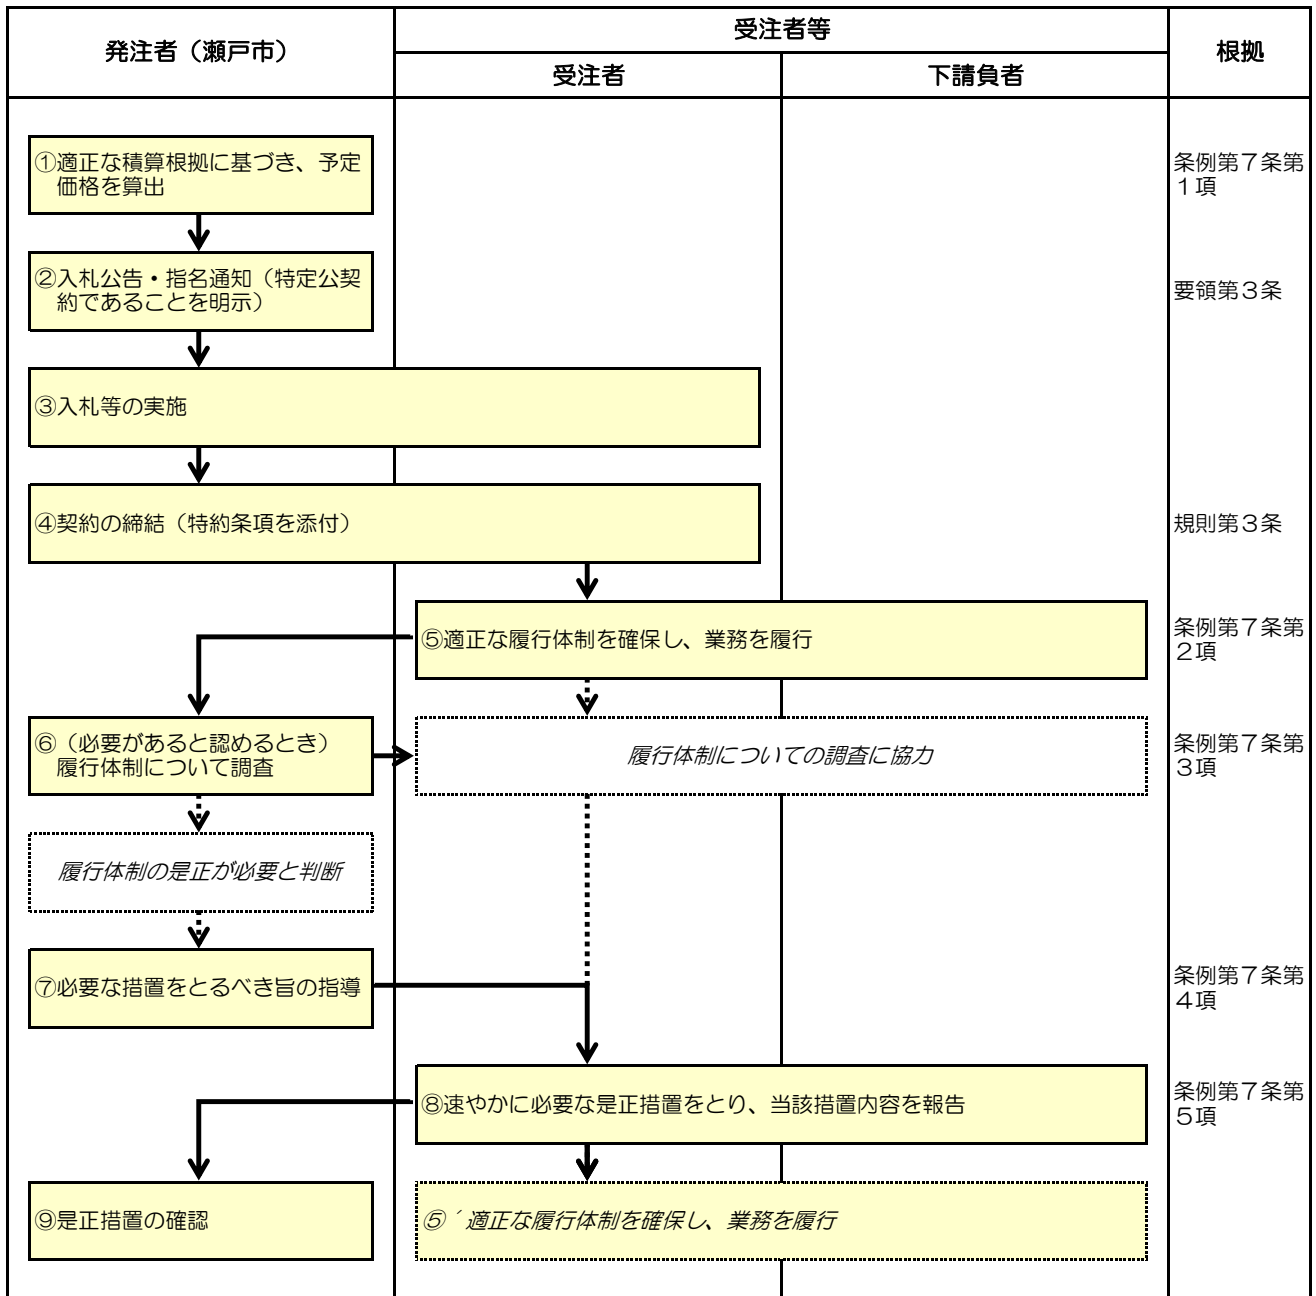 発注者（瀬戸市）
受注者等
受注者
下請負者
根拠
①適正な積算根拠に基づき、予定
価格を算出
条例第７条第
１項
②入札公告・指名通知（特定公契
約であることを明示）
要領第３条
③入札等の実施
④契約の締結（特約条項を添付）
規則第３条
⑤適正な履行体制を確保し、業務を履行
条例第７条第
２項
⑥（必要があると認めるとき）
履行体制について調査
履行体制についての調査に協力
条例第７条第
３項
履行体制の是正が必要と判断
⑦必要な措置をとるべき旨の指導
条例第７条第
４項
⑧速やかに必要な是正措置をとり、当該措置内容を報告
条例第７条第
５項
⑨是正措置の確認
⑤´適正な履行体制を確保し、業務を履行